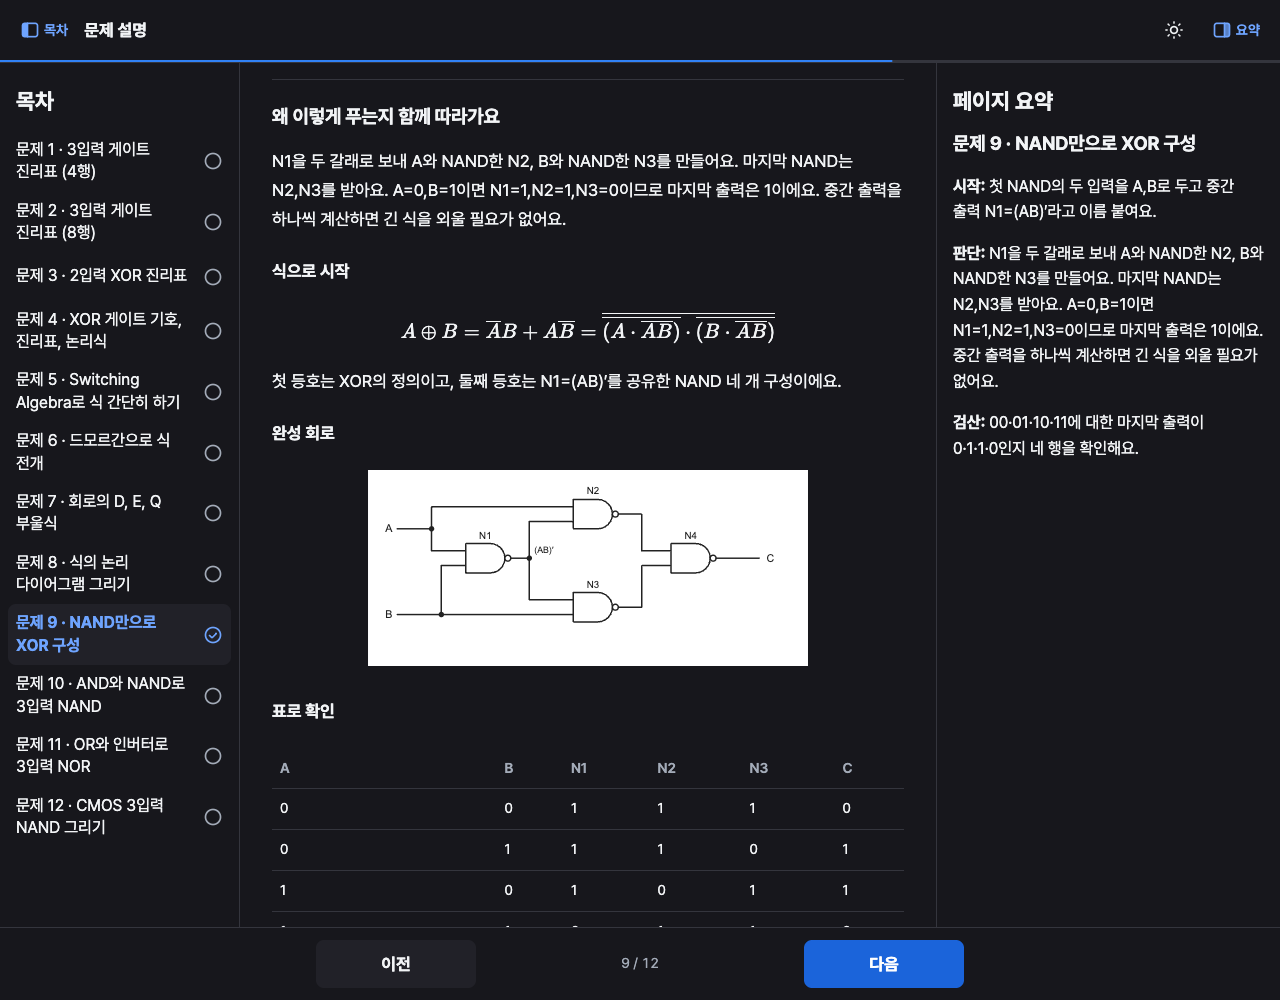 목차
문제 설명
요약
목차
문제 1 · 3입력 게이트
진리표 (4행)
문제 2 · 3입력 게이트
진리표 (8행)
문제 3 · 2입력 XOR 진리표
문제 4 · XOR 게이트 기호,
진리표, 논리식
문제 5 · Switching
Algebra로 식 간단히 하기
문제 6 · 드모르간으로 식
전개
문제 7 · 회로의 D, E, Q
부울식
문제 8 · 식의 논리
다이어그램 그리기
문제 9 · NAND만으로
XOR 구성
문제 10 · AND와 NAND로
3입력 NAND
문제 11 · OR와 인버터로
3입력 NOR
문제 12 · CMOS 3입력
NAND 그리기
왜 이렇게 푸는지 함께 따라가요
N1을 두 갈래로 보내 A와 NAND한 N2, B와 NAND한 N3를 만들어요. 마지막 NAND는
N2,N3를 받아요. A=0,B=1이면 N1=1,N2=1,N3=0이므로 마지막 출력은 1이에요. 중간 출력을
하나씩 계산하면 긴 식을 외울 필요가 없어요.
식으로 시작
A ⊕ B = A̅B + AB̅ = \overline{\overline{(A · \overline{AB})} · \overline{(B · \overline{AB})}}
첫 등호는 XOR의 정의이고, 둘째 등호는 N1=(AB)′를 공유한 NAND 네 개 구성이에요.
완성 회로
N2
A
N1
(AB)'
N4
C
N3
B
표로 확인
A B N1 N2 N3 C
0 0 1 1 1 0
0 1 1 1 0 1
1 0 1 0 1 1
페이지 요약
문제 9 · NAND만으로 XOR 구성
시작: 첫 NAND의 두 입력을 A,B로 두고 중간
출력 N1=(AB)′라고 이름 붙여요.
판단: N1을 두 갈래로 보내 A와 NAND한 N2, B와
NAND한 N3를 만들어요. 마지막 NAND는
N2,N3를 받아요. A=0,B=1이면
N1=1,N2=1,N3=0이므로 마지막 출력은 1이에요.
중간 출력을 하나씩 계산하면 긴 식을 외울 필요가
없어요.
검산: 00·01·10·11에 대한 마지막 출력이
0·1·1·0인지 네 행을 확인해요.
이전
9 / 12
다음